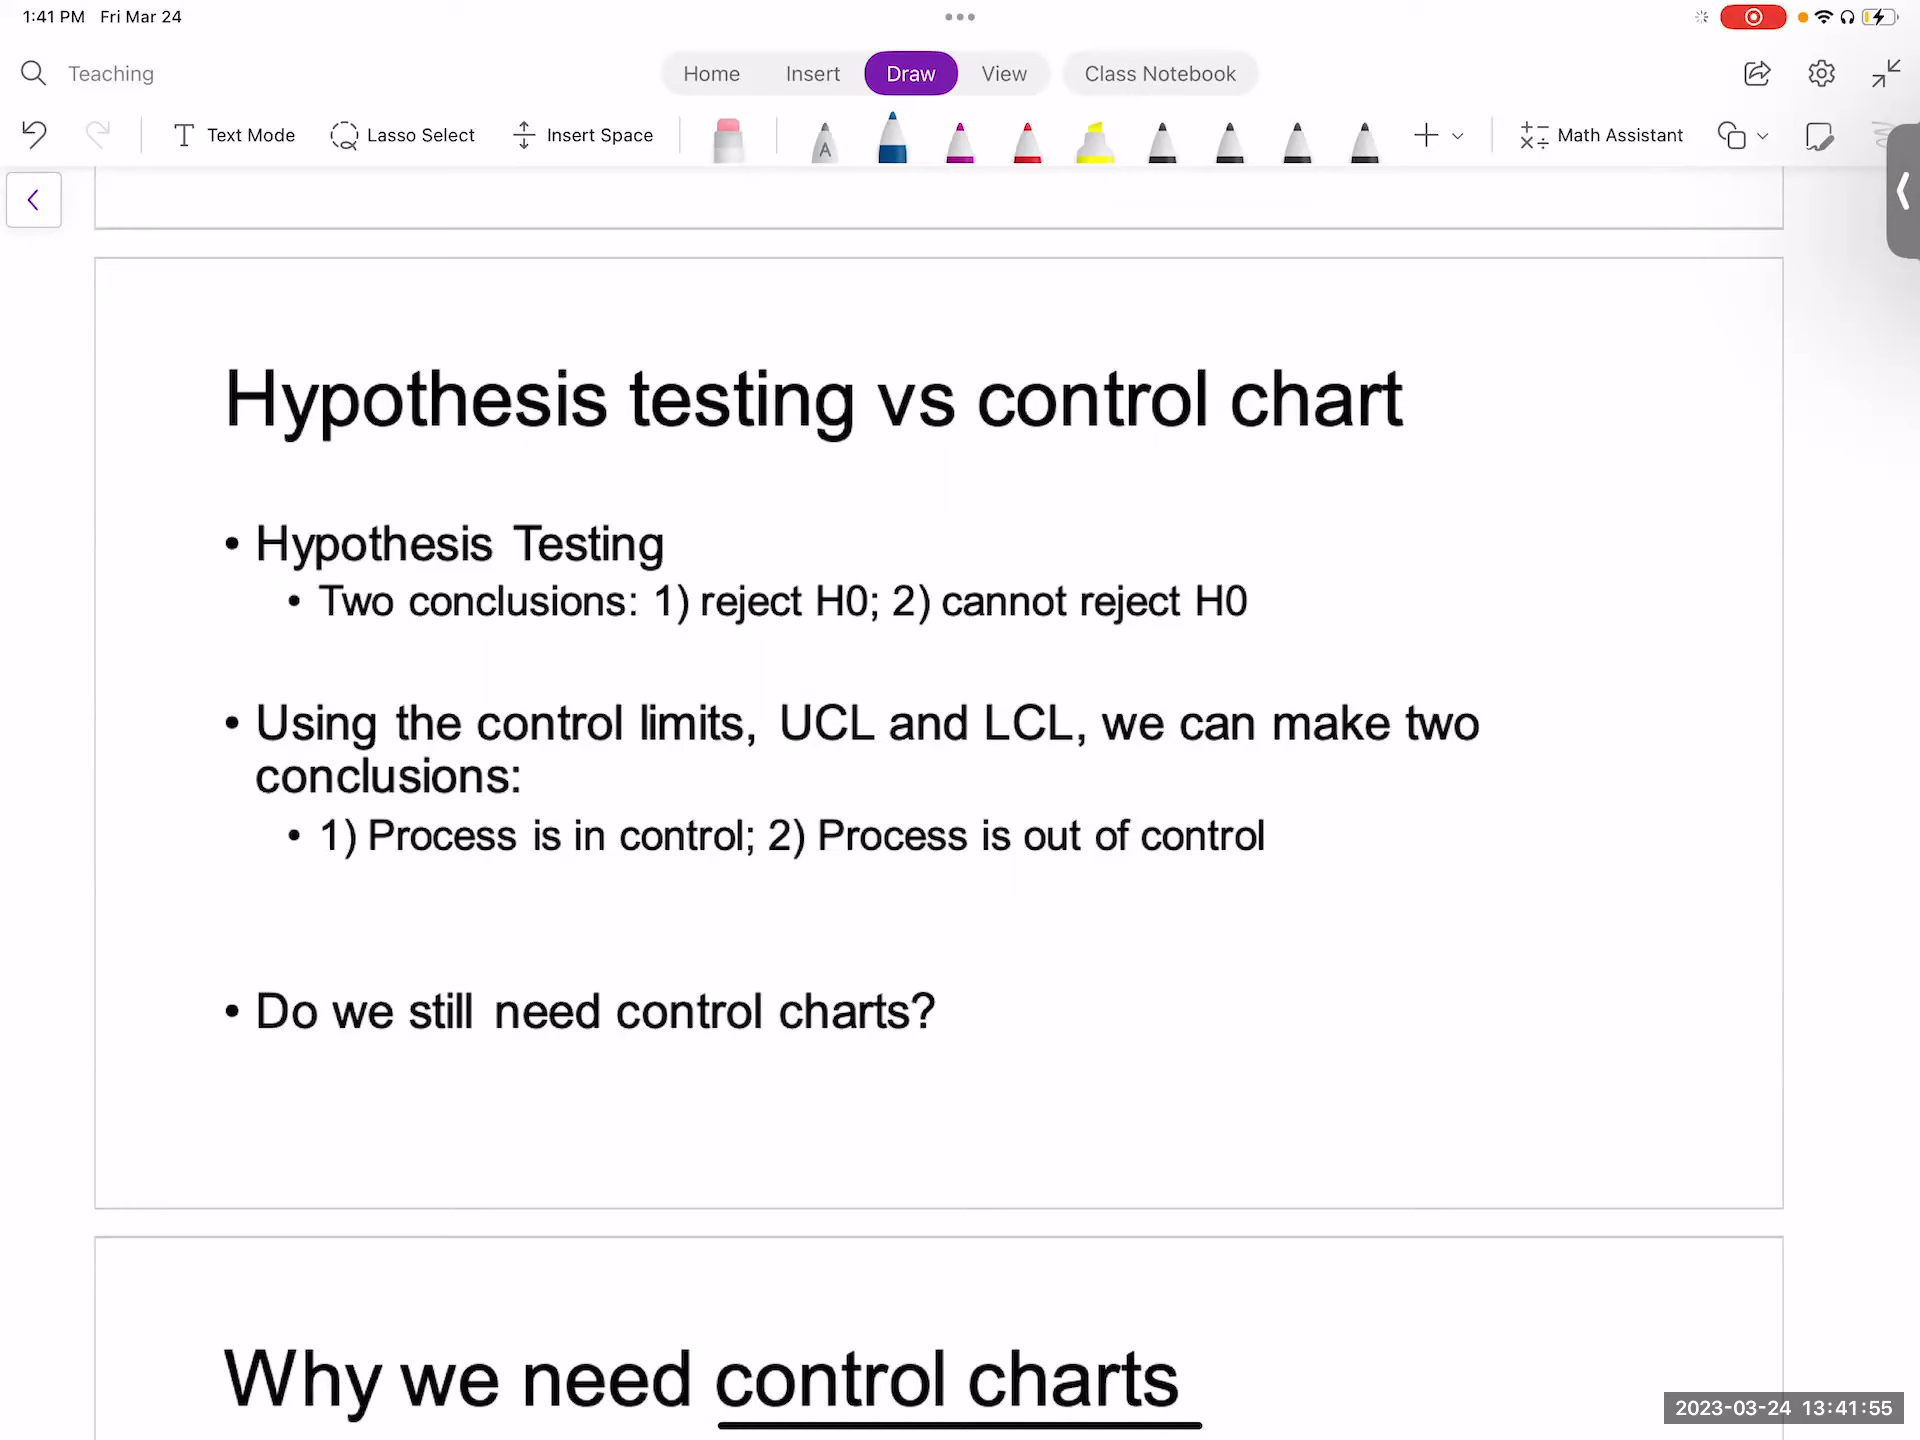 1:41 PM Fri Mar 24
Teaching
Home Insert Draw View Class Notebook
Text Mode Lasso Select Insert Space A Math Assistant
Hypothesis testing vs control chart
• Hypothesis Testing
• Two conclusions: 1) reject H0; 2) cannot reject H0
• Using the control limits, UCL and LCL, we can make two
conclusions:
• 1) Process is in control; 2) Process is out of control
• Do we still need control charts?
Why we need control charts
2023-03-24 13:41:55